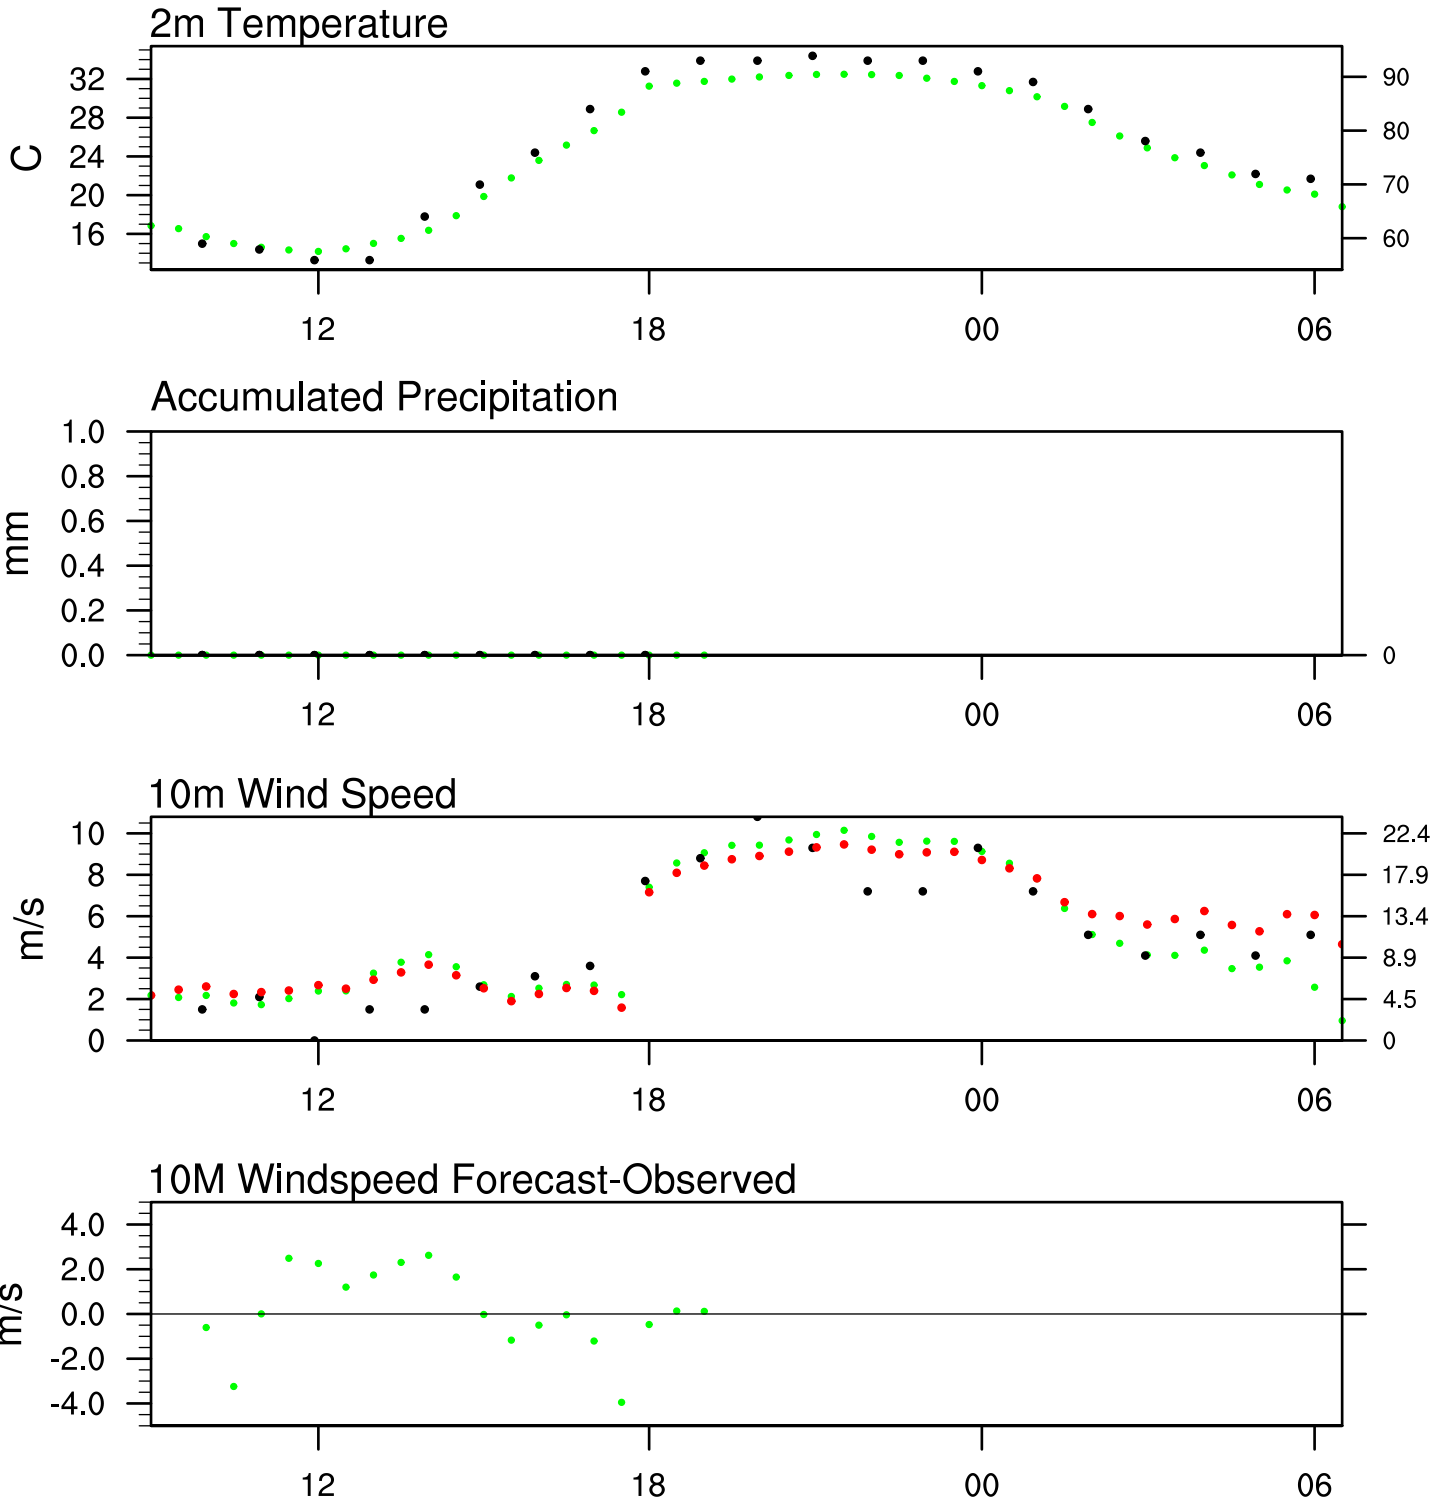 2m Temperature
32
28
24
20
16
C
90
80
70
60
12 18 00 06
Accumulated Precipitation
1.0
0.8
0.6
0.4
0.2
0.0
mm
0
12 18 00 06
10m Wind Speed
10
8
6
4
2
0
m/s
22.4
17.9
13.4
8.9
4.5
0
12 18 00 06
10M Windspeed Forecast-Observed
4.0
2.0
0.0
-2.0
-4.0
m/s
12 18 00 06